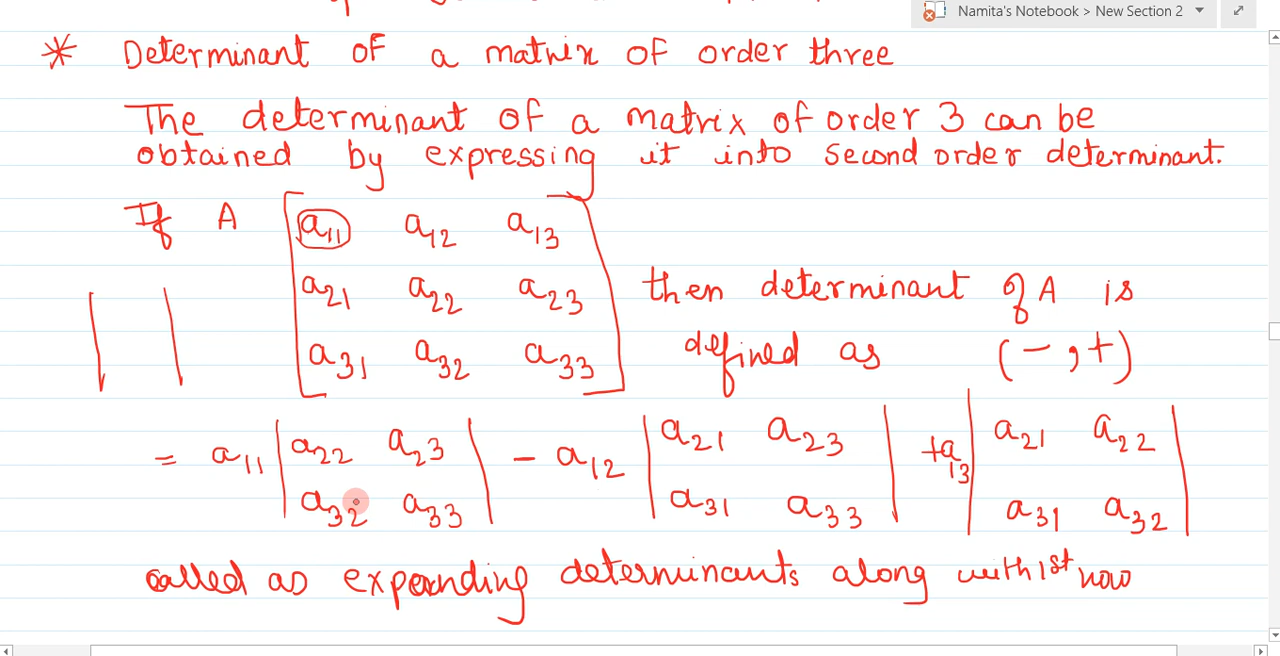 Namita's Notebook > New Section 2
* Determinant of a matrix of order three
The determinant of a matrix of order 3 can be
obtained by expressing it into second order determinant.
If A [ a11 a12 a13
a21 a22 a23
a31 a32 a33 ] then determinant of A is
defined as (-,+)
= a11 | a22 a23 | - a12 | a21 a23 | +a13 | a21 a22 |
| a32 a33 | | a31 a33 | | a31 a32 |
called as expanding determinants along with 1st row